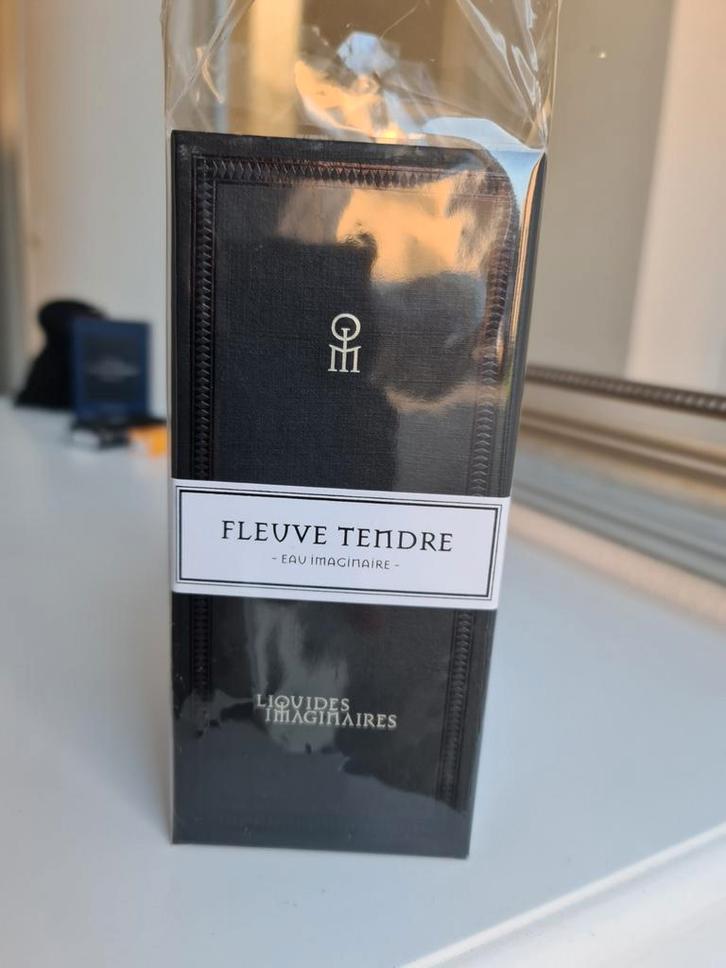 FLEUVE TENDRE
- EAU IMAGINAIRE -
LIQUIDES
IMAGINAIRES